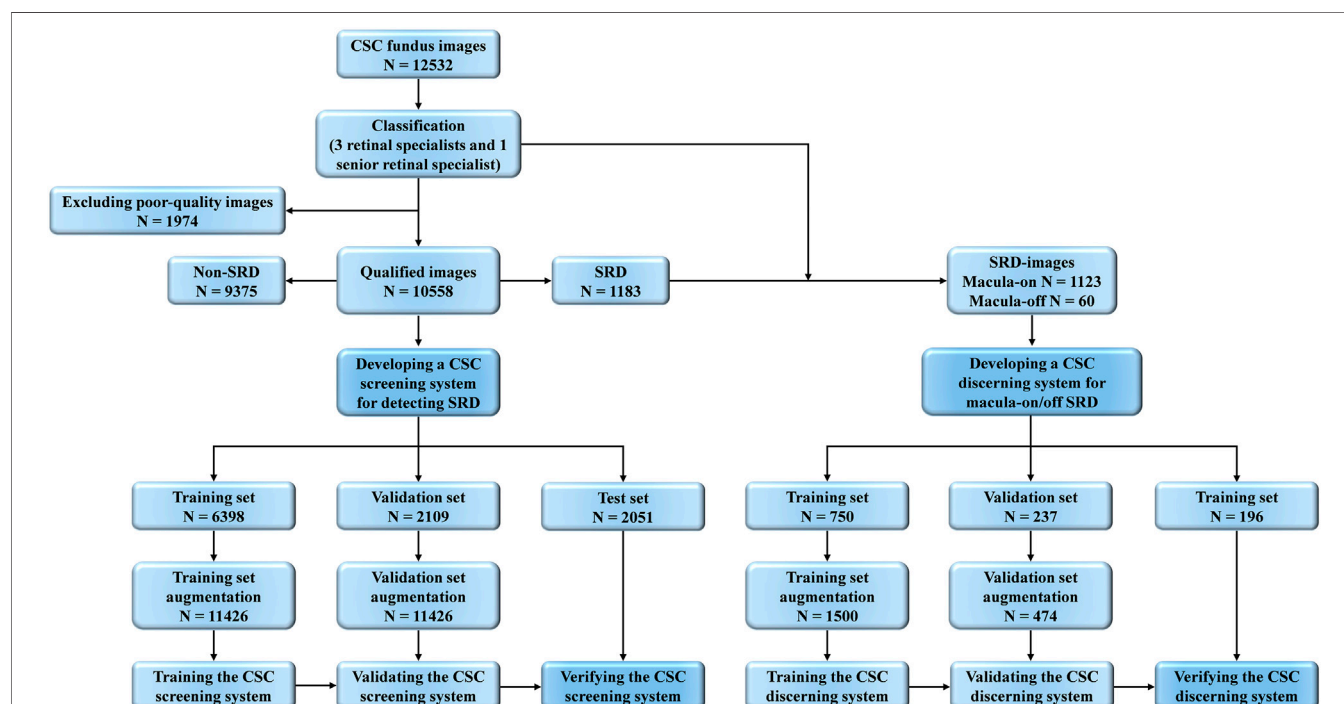 CSC fundus images
N = 12532
Classification
(3 retinal specialists and 1
senior retinal specialist)
Excluding poor-quality images
N = 1974
Non-SRD
N = 9375
Qualified images
N = 10558
SRD
N = 1183
SRD-images
Macula-on N = 1123
Macula-off N = 60
Developing a CSC
screening system
for detecting SRD
Developing a CSC
discerning system for
macula-on/off SRD
Training set
N = 6398
Validation set
N = 2109
Test set
N = 2051
Training set
N = 750
Validation set
N = 237
Training set
N = 196
Training set
augmentation
N = 11426
Validation set
augmentation
N = 11426
Training set
augmentation
N = 1500
Validation set
augmentation
N = 474
Training the CSC
screening system
Validating the CSC
screening system
Verifying the CSC
screening system
Training the CSC
discerning system
Validating the CSC
discerning system
Verifying the CSC
discerning system